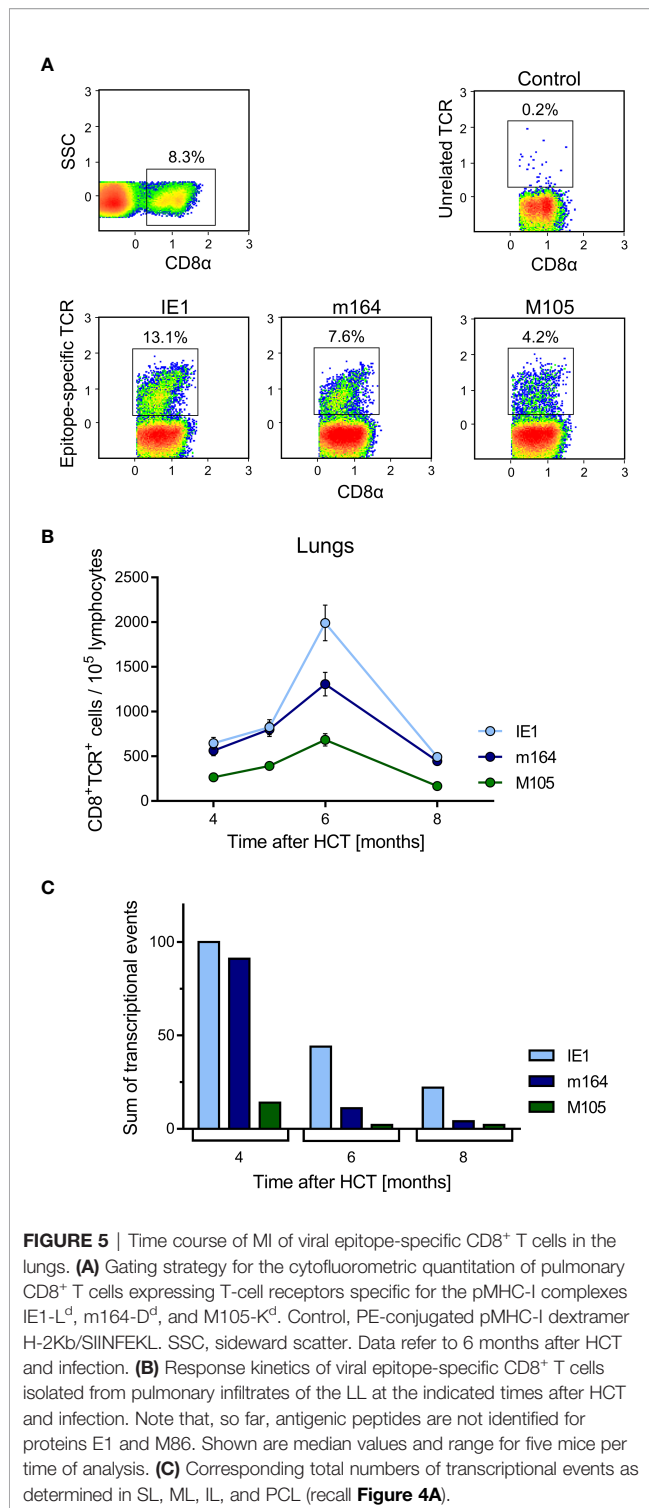 A
Control
3
2
1
0
SSC
8.3%
0
1
2
3
CD8α
3
2
1
0
Unrelated TCR
0.2%
0
1
2
3
CD8α
IE1
m164
M105
Epitope-specific TCR
3
2
1
0
13.1%
0
1
2
3
3
2
1
0
7.6%
0
1
2
3
3
2
1
0
4.2%
0
1
2
3
CD8α
CD8α
B
Lungs
CD8+TCR+ cells / 10⁵ lymphocytes
2500
2000
1500
1000
500
0
4
6
8
Time after HCT [months]
IE1
m164
M105
C
Sum of transcriptional events
100
50
0
4
6
8
Time after HCT [months]
IE1
m164
M105
FIGURE 5 | Time course of MI of viral epitope-specific CD8+ T cells in the
lungs. (A) Gating strategy for the cytofluorometric quantitation of pulmonary
CD8+ T cells expressing T-cell receptors specific for the pMHC-I complexes
IE1-Lᵈ, m164-Dᵈ, and M105-Kᵈ. Control, PE-conjugated pMHC-I dextramer
H-2Kb/SIINFEKL. SSC, sideward scatter. Data refer to 6 months after HCT
and infection. (B) Response kinetics of viral epitope-specific CD8+ T cells
isolated from pulmonary infiltrates of the LL at the indicated times after HCT
and infection. Note that, so far, antigenic peptides are not identified for
proteins E1 and M86. Shown are median values and range for five mice per
time of analysis. (C) Corresponding total numbers of transcriptional events as
determined in SL, ML, IL, and PCL (recall Figure 4A).